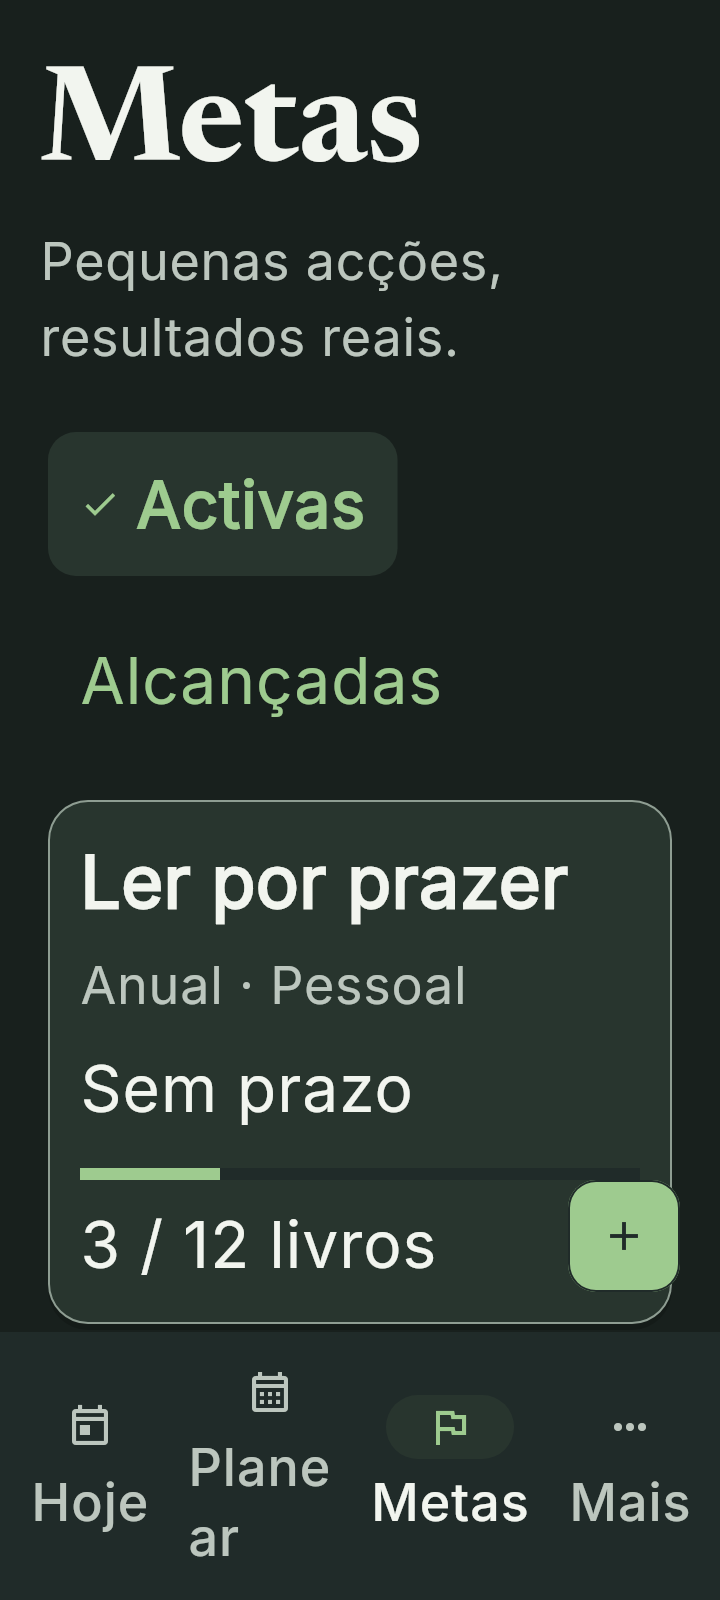 Metas
Pequenas acções,
resultados reais.
Activas
Alcançadas
Ler por prazer
Anual · Pessoal
Sem prazo
3 / 12 livros
Hoje
Plane
ar
Metas
Mais